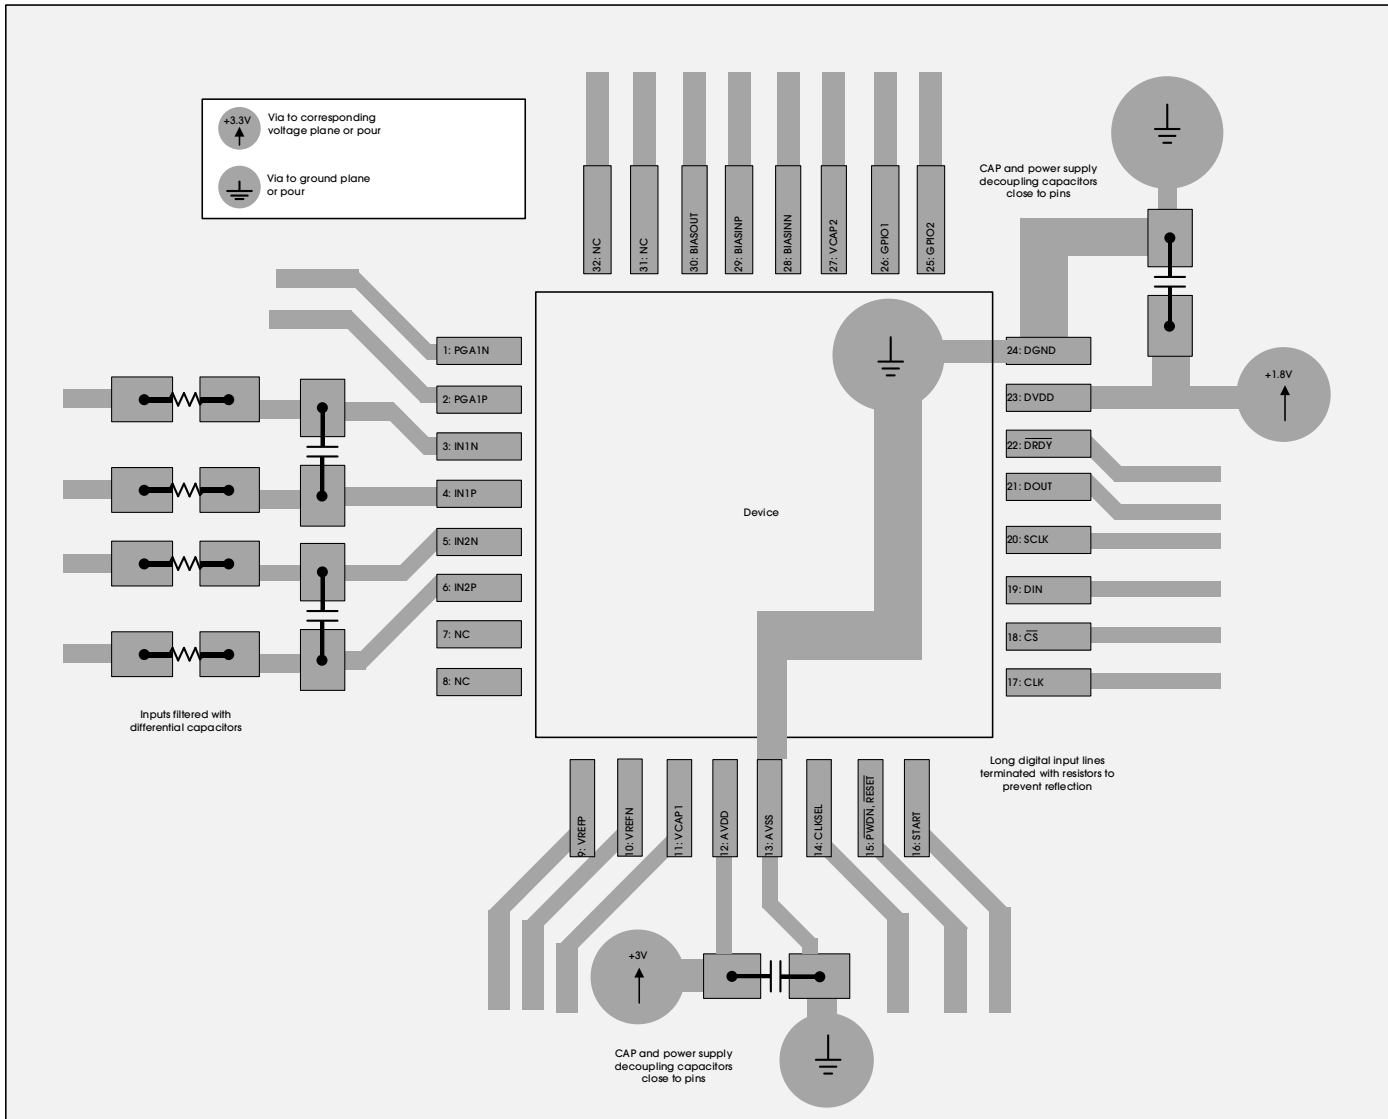 +3.3V
Via to corresponding
voltage plane or pour
Via to ground plane
or pour
32: NC
31: NC
30: BIASOUT
29: BIASINP
28: BIASINN
27: VCAP2
26: GPIO1
25: GPIO2
CAP and power supply
decoupling capacitors
close to pins
1: PGA1N
2: PGA1P
3: IN1N
4: IN1P
5: IN2N
6: IN2P
7: NC
8: NC
Inputs filtered with
differential capacitors
Device
24: DGND
23: DVDD
22: DRDY
21: DOUT
20: SCLK
19: DIN
18: CS
17: CLK
+1.8V
Long digital input lines
terminated with resistors to
prevent reflection
9: VREFP
10: VREFN
11: VCAP1
12: AVDD
13: AVSS
14: CLKSEL
15: PWDN, RESET
16: START
+3V
CAP and power supply
decoupling capacitors
close to pins